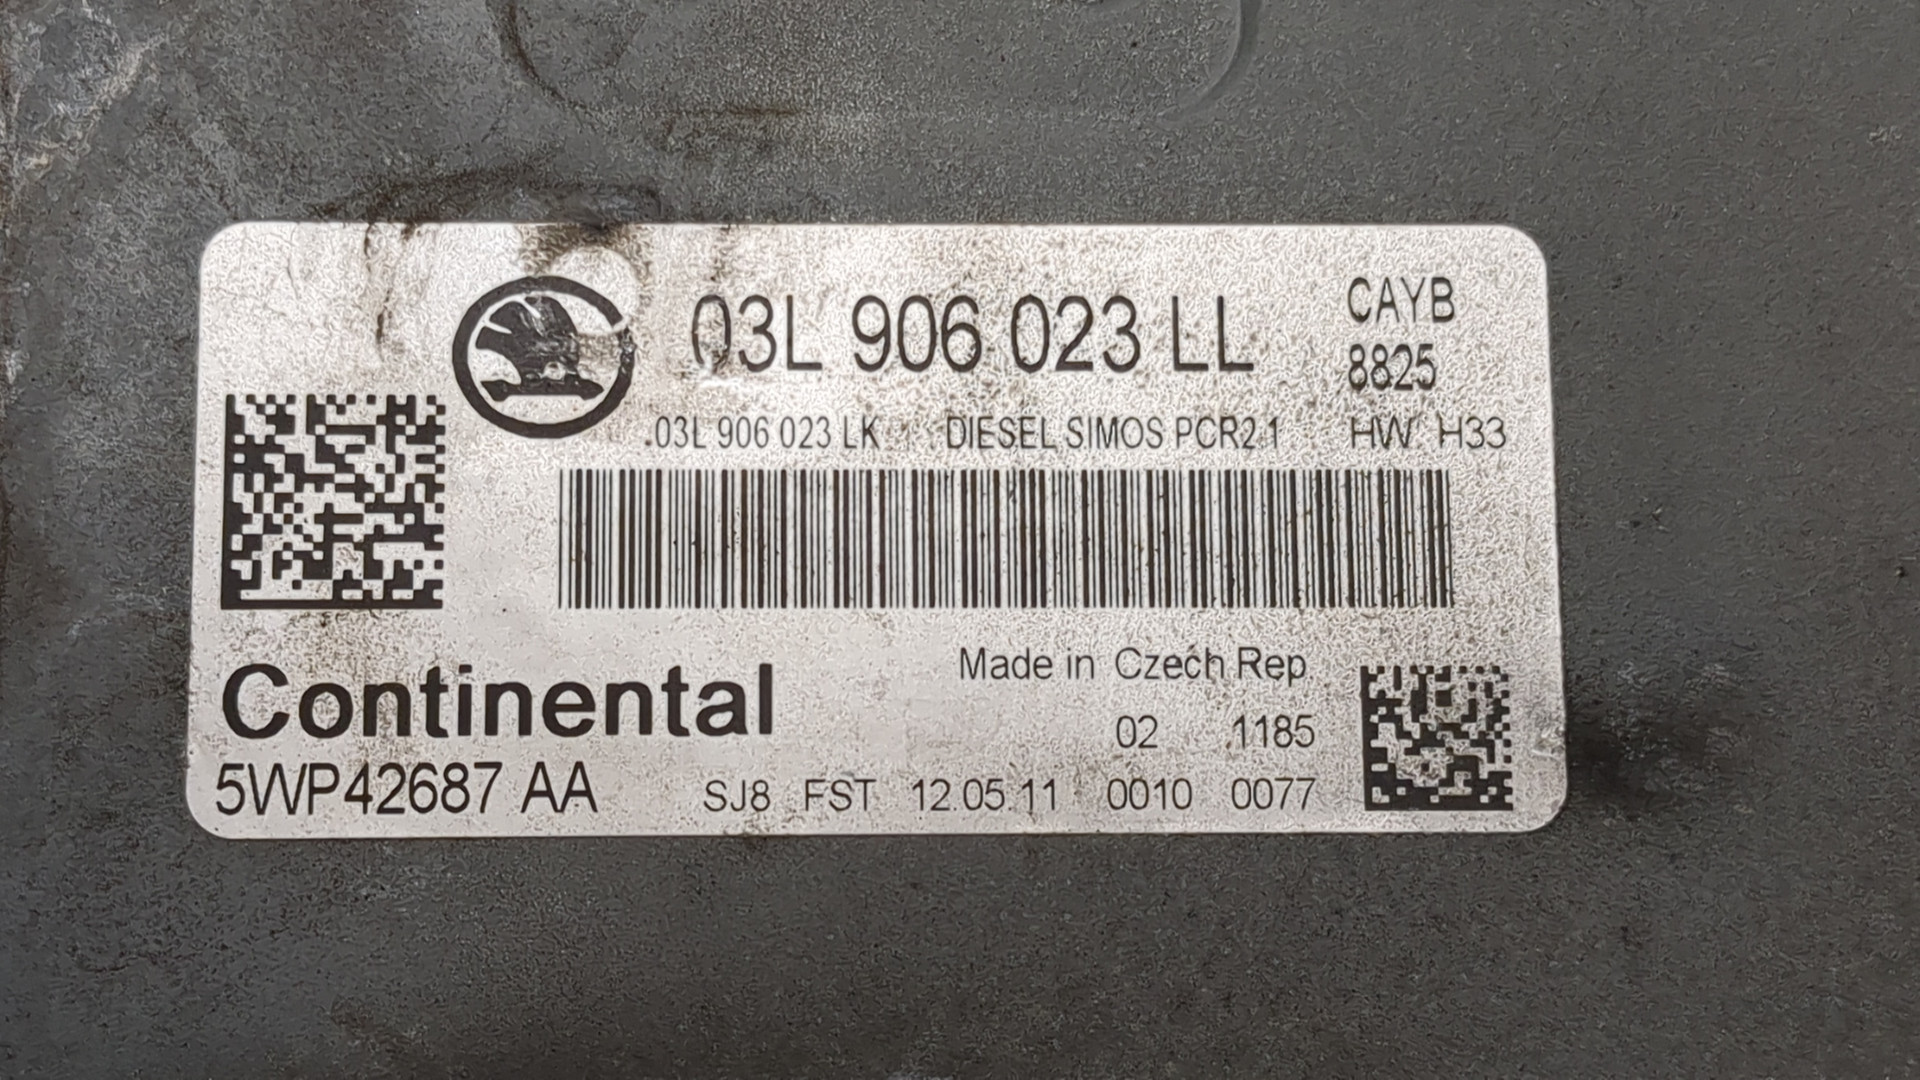 03L 906 023 LL
CAYB
8825
.03L 906 023 LK DIESEL SIMOS PCR2.1 HW H33
Continental
Made in Czech Rep
02 1185
5WP42687 AA SJ8 FST 12.05.11 0010 0077